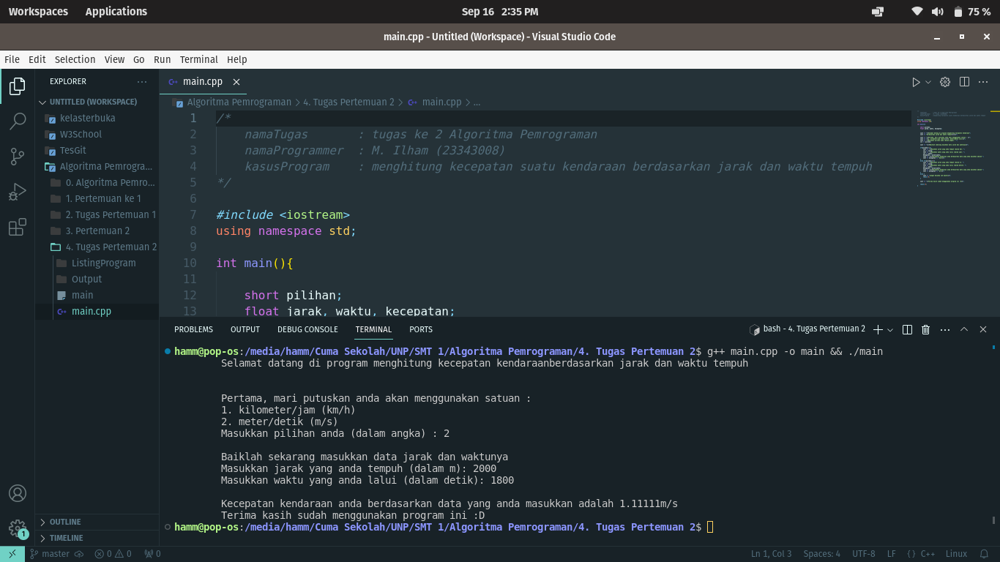 Workspaces Applications Sep 16 2:35 PM 75 %
main.cpp - Untitled (Workspace) - Visual Studio Code
File Edit Selection View Go Run Terminal Help
EXPLORER
UNTITLED (WORKSPACE)
kelasterbuka
W3School
TesGit
Algoritma Pemrogra...
0. Algoritma Pemro...
1. Pertemuan ke 1
2. Tugas Pertemuan 1
3. Pertemuan 2
4. Tugas Pertemuan 2
ListingProgram
Output
main
main.cpp
OUTLINE
TIMELINE
1
main.cpp
Algoritma Pemrograman > 4. Tugas Pertemuan 2 > main.cpp > ...
1 /*
2 namaTugas : tugas ke 2 Algoritma Pemrograman
3 namaProgrammer : M. Ilham (23343008)
4 kasusProgram : menghitung kecepatan suatu kendaraan berdasarkan jarak dan waktu tempuh
5 */
6
7 #include <iostream>
8 using namespace std;
9
10 int main(){
11
12 short pilihan;
13 float jarak, waktu, kecepatan;
PROBLEMS OUTPUT DEBUG CONSOLE TERMINAL PORTS
bash - 4. Tugas Pertemuan 2
hamm@pop-os:/media/hamm/Cuma Sekolah/UNP/SMT 1/Algoritma Pemrograman/4. Tugas Pertemuan 2$ g++ main.cpp -o main && ./main
Selamat datang di program menghitung kecepatan kendaraanberdasarkan jarak dan waktu tempuh
Pertama, mari putuskan anda akan menggunakan satuan :
1. kilometer/jam (km/h)
2. meter/detik (m/s)
Masukkan pilihan anda (dalam angka) : 2
Baiklah sekarang masukkan data jarak dan waktunya
Masukkan jarak yang anda tempuh (dalam m): 2000
Masukkan waktu yang anda lalui (dalam detik): 1800
Kecepatan kendaraan anda berdasarkan data yang anda masukkan adalah 1.11111m/s
Terima kasih sudah menggunakan program ini :D
hamm@pop-os:/media/hamm/Cuma Sekolah/UNP/SMT 1/Algoritma Pemrograman/4. Tugas Pertemuan 2$
master 0 0 0 Ln 1, Col 3 Spaces: 4 UTF-8 LF {} C++ Linux